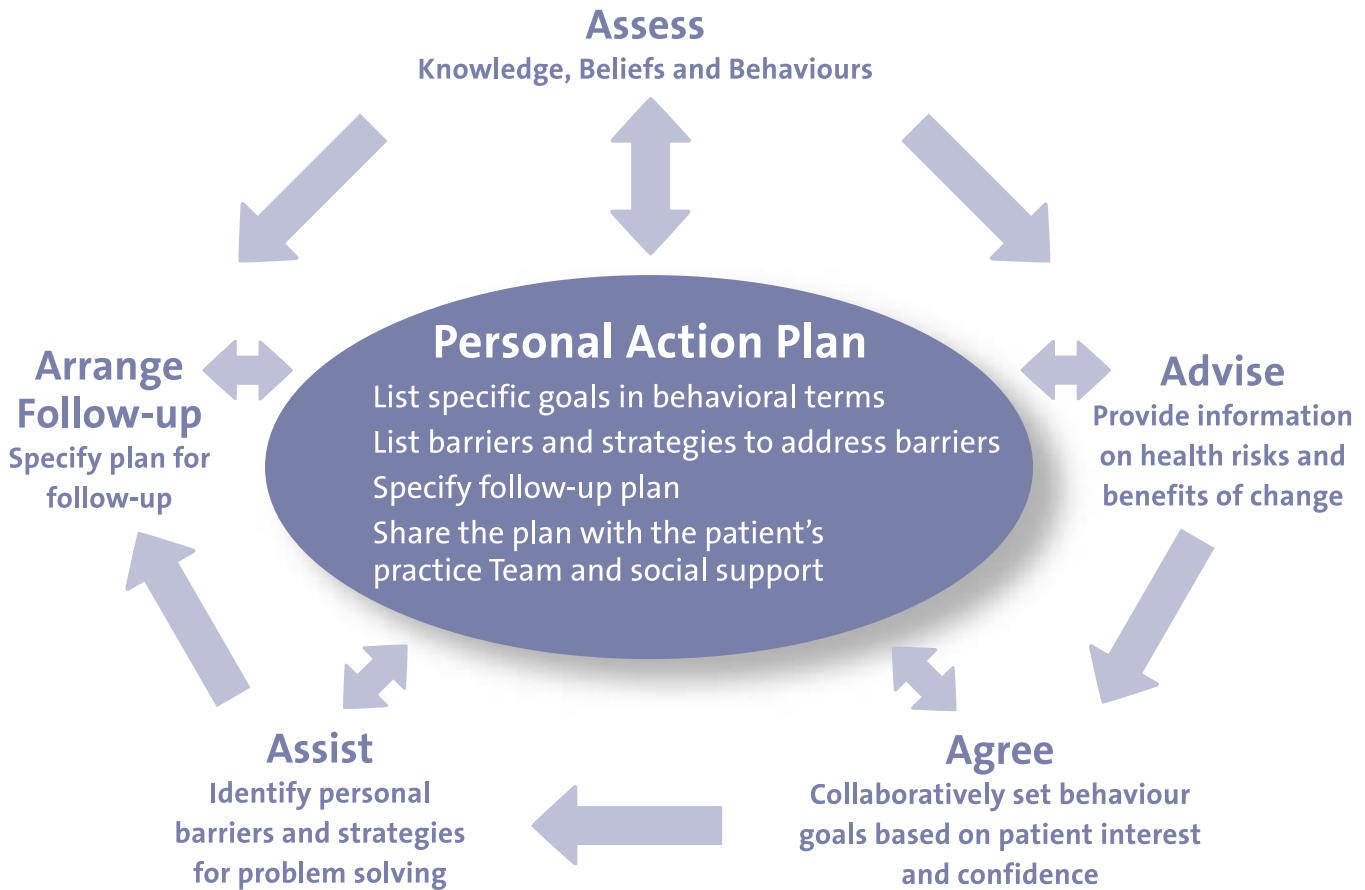 Assess
Knowledge, Beliefs and Behaviours
Personal Action Plan
List specific goals in behavioral terms
List barriers and strategies to address barriers
Specify follow-up plan
Share the plan with the patient’s
practice Team and social support
Advise
Provide information
on health risks and
benefits of change
Agree
Collaboratively set behaviour
goals based on patient interest
and confidence
Assist
Identify personal
barriers and strategies
for problem solving
Arrange
Follow-up
Specify plan for
follow-up